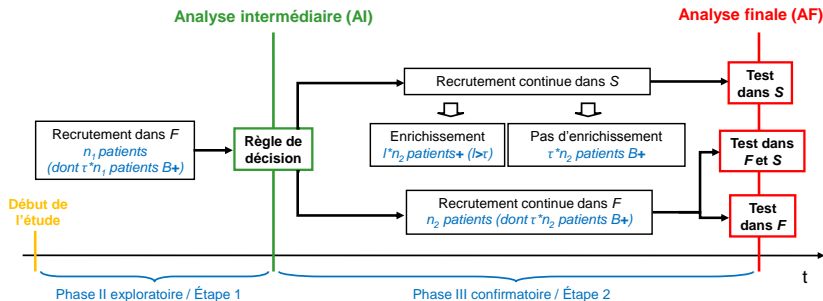 Analyse intermédiaire (AI)
Analyse finale (AF)
Recrutement continue dans S
Test
dans S
Recrutement dans F
n1 patients
(dont τ*n1 patients B+)
Règle de
décision
Enrichissement
l*n2 patients+ (l>τ)
Pas d'enrichissement
τ*n2 patients B+
Test dans
F et S
Début de
l'étude
Recrutement continue dans F
n2 patients (dont τ*n2 patients B+)
Test
dans F
t
Phase II exploratoire / Étape 1
Phase III confirmatoire / Étape 2